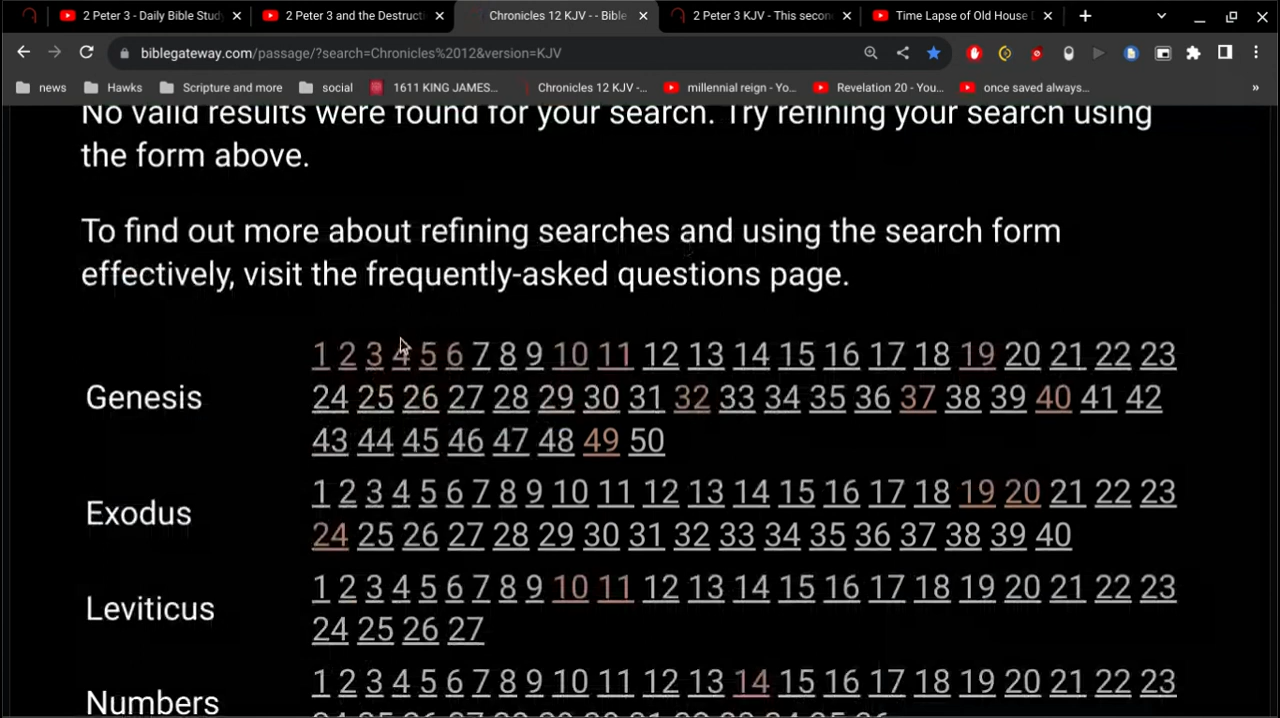 2 Peter 3 - Daily Bible Stud
2 Peter 3 and the Destructi
Chronicles 12 KJV - - Bible
2 Peter 3 KJV - This secon
Time Lapse of Old House
biblegateway.com/passage/?search=Chronicles%2012&version=KJV
news Hawks Scripture and more social 1611 KING JAMES... Chronicles 12 KJV -... millennial reign - Yo... Revelation 20 - You... once saved always... »
No valid results were found for your search. Try refining your search using
the form above.
To find out more about refining searches and using the search form
effectively, visit the frequently-asked questions page.
Genesis
1 2 3 4 5 6 7 8 9 10 11 12 13 14 15 16 17 18 19 20 21 22 23
24 25 26 27 28 29 30 31 32 33 34 35 36 37 38 39 40 41 42
43 44 45 46 47 48 49 50
Exodus
1 2 3 4 5 6 7 8 9 10 11 12 13 14 15 16 17 18 19 20 21 22 23
24 25 26 27 28 29 30 31 32 33 34 35 36 37 38 39 40
Leviticus
1 2 3 4 5 6 7 8 9 10 11 12 13 14 15 16 17 18 19 20 21 22 23
24 25 26 27
Numbers
1 2 3 4 5 6 7 8 9 10 11 12 13 14 15 16 17 18 19 20 21 22 23